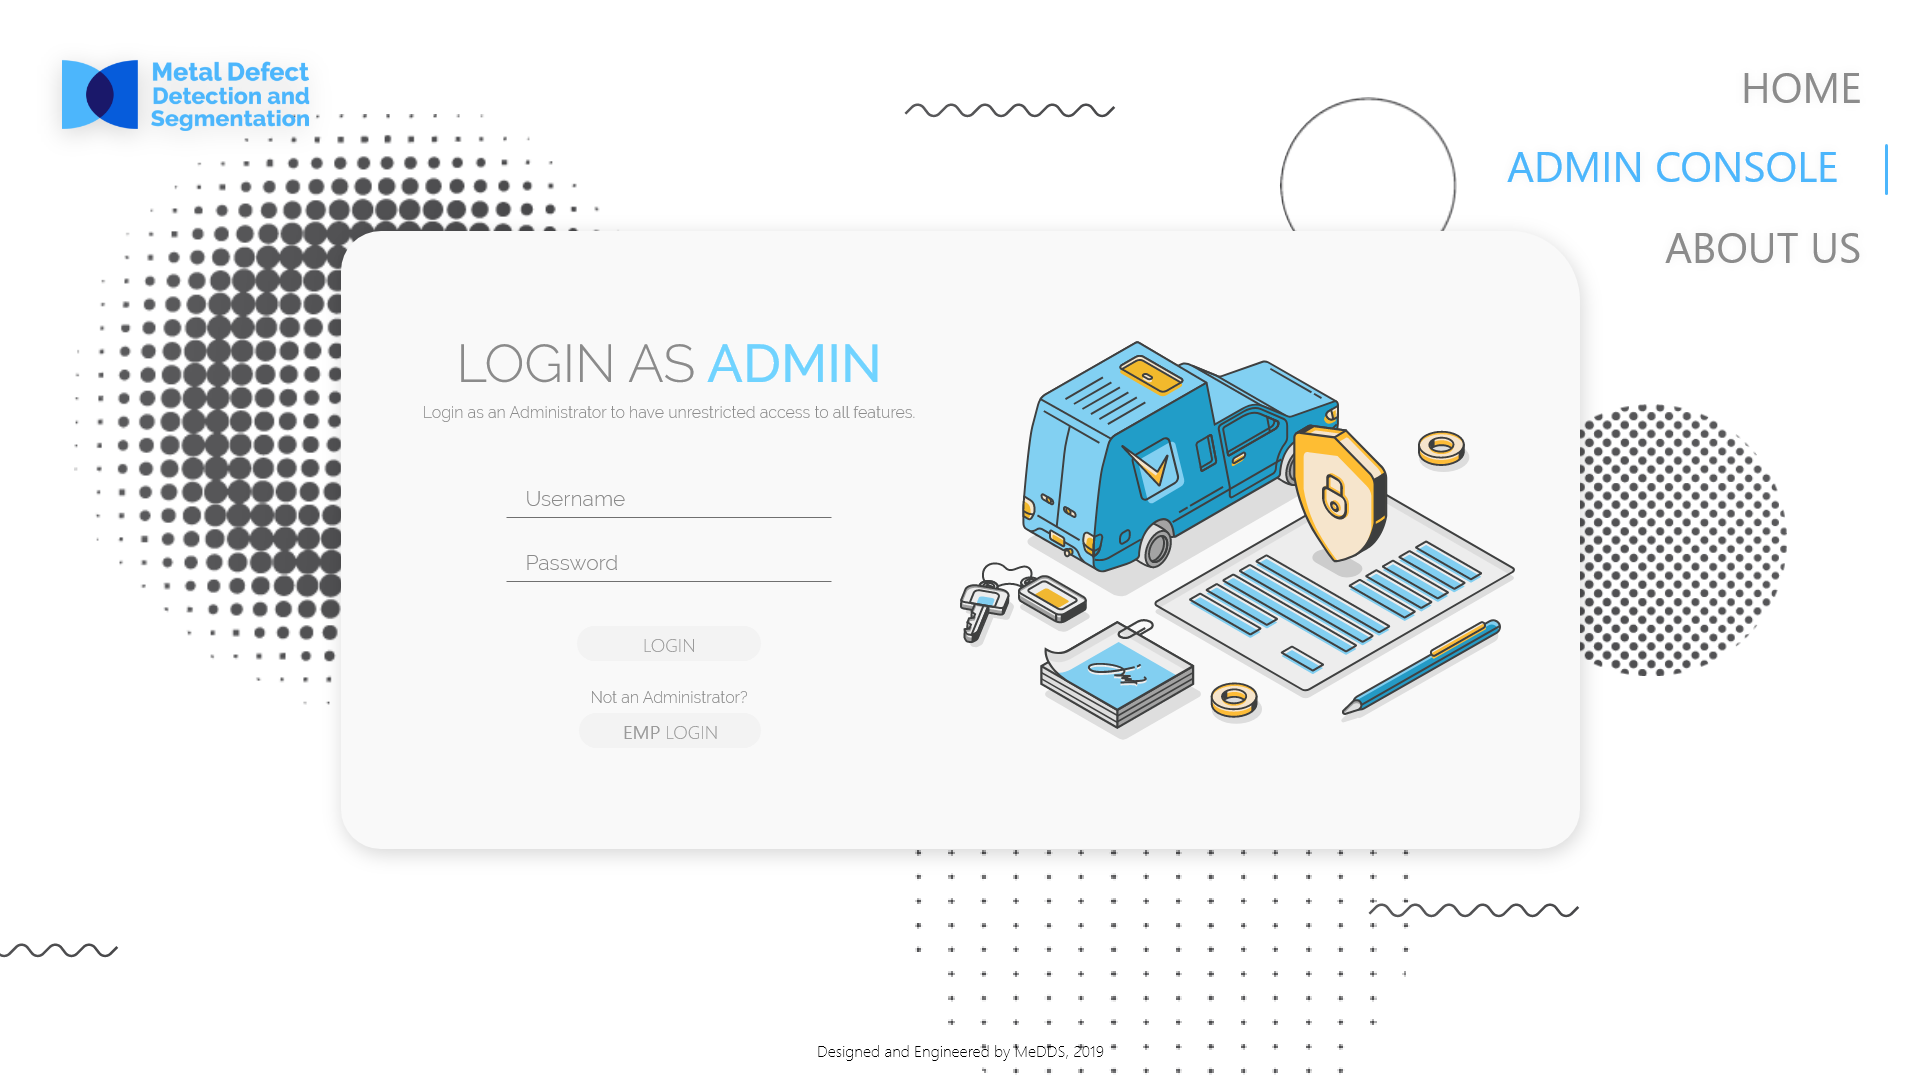 Metal Defect
Detection and
Segmentation
HOME
ADMIN CONSOLE
ABOUT US
LOGIN AS ADMIN
Login as an Administrator to have unrestricted access to all features.
Username
Password
LOGIN
Not an Administrator?
EMP LOGIN
Designed and Engineered by MeDDS, 2019